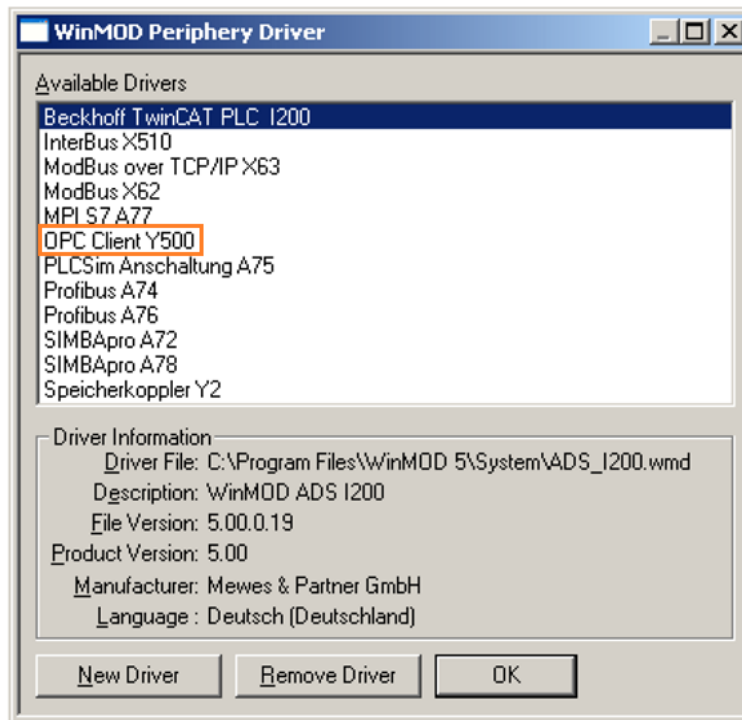 WinMOD Periphery Driver
Available Drivers
Beckhoff TwinCAT PLC I200
InterBus X510
ModBus over TCP/IP X63
ModBus X62
MPI S7 A77
OPC Client Y500
PLCSim Anschaltung A75
Profibus A74
Profibus A76
SIMBApro A72
SIMBApro A78
Speicherkoppler Y2
Driver Information
Driver File: C:\Program Files\WinMOD 5\System\ADS_I200.wmd
Description: WinMOD ADS I200
File Version: 5.00.0.19
Product Version: 5.00
Manufacturer: Mewes & Partner GmbH
Language : Deutsch (Deutschland)
New Driver Remove Driver OK